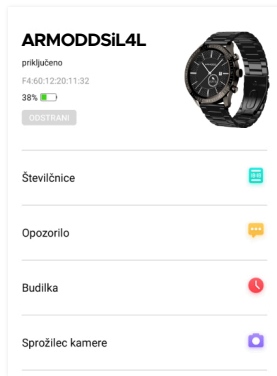 ARMODDSiL4L
priključeno
F4:60:12:20:11:32
38%
ODSTRANI
Številčnice
Opozorilo
Budilka
Sprožilec kamere